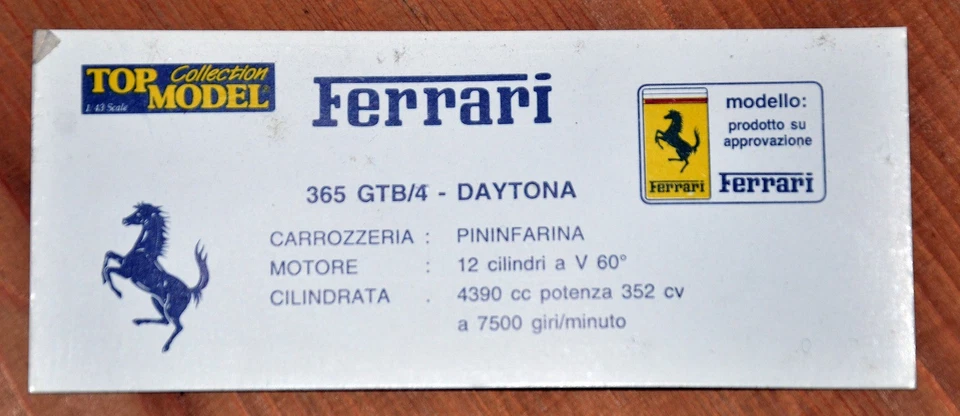 TOP Collection
MODEL
1:43 Scale
Ferrari
modello:
prodotto su
approvazione
Ferrari
Ferrari
365 GTB/4 - DAYTONA
CARROZZERIA : PININFARINA
MOTORE : 12 cilindri a V 60°
CILINDRATA . 4390 cc potenza 352 cv
a 7500 giri/minuto